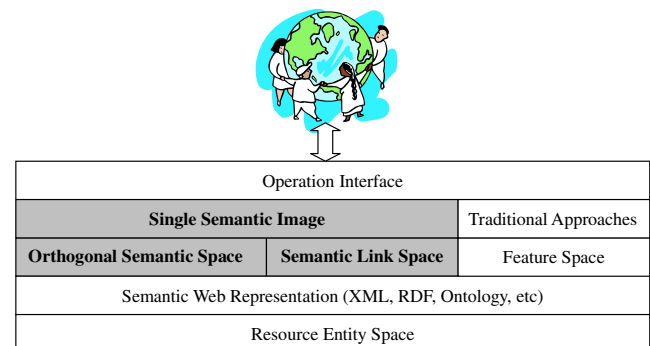 Operation Interface
Single Semantic Image
Traditional Approaches
Orthogonal Semantic Space
Semantic Link Space
Feature Space
Semantic Web Representation (XML, RDF, Ontology, etc)
Resource Entity Space